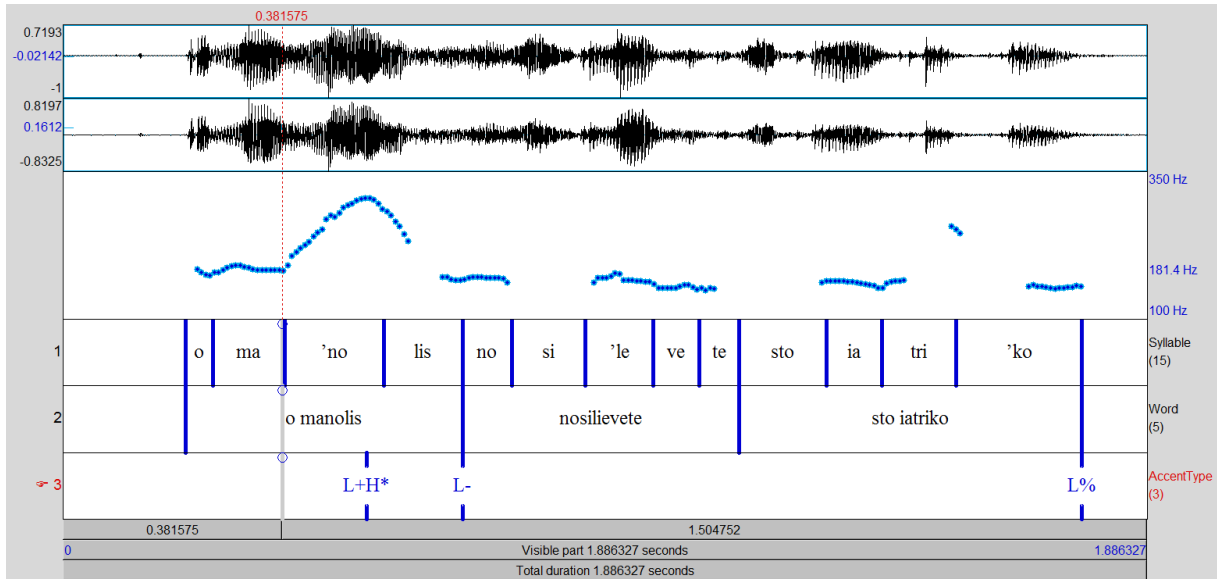 0.381575
0.7193
-0.02142
-1
0.8197
0.1612
-0.8325
350 Hz
181.4 Hz
100 Hz
1 o ma ’no lis no si ’le ve te sto ia tri ’ko Syllable (15)
2 o manolis nosilievete sto iatriko Word (5)
3 L+H* L- L% AccentType (3)
0.381575 1.504752
0 Visible part 1.886327 seconds 1.886327
Total duration 1.886327 seconds